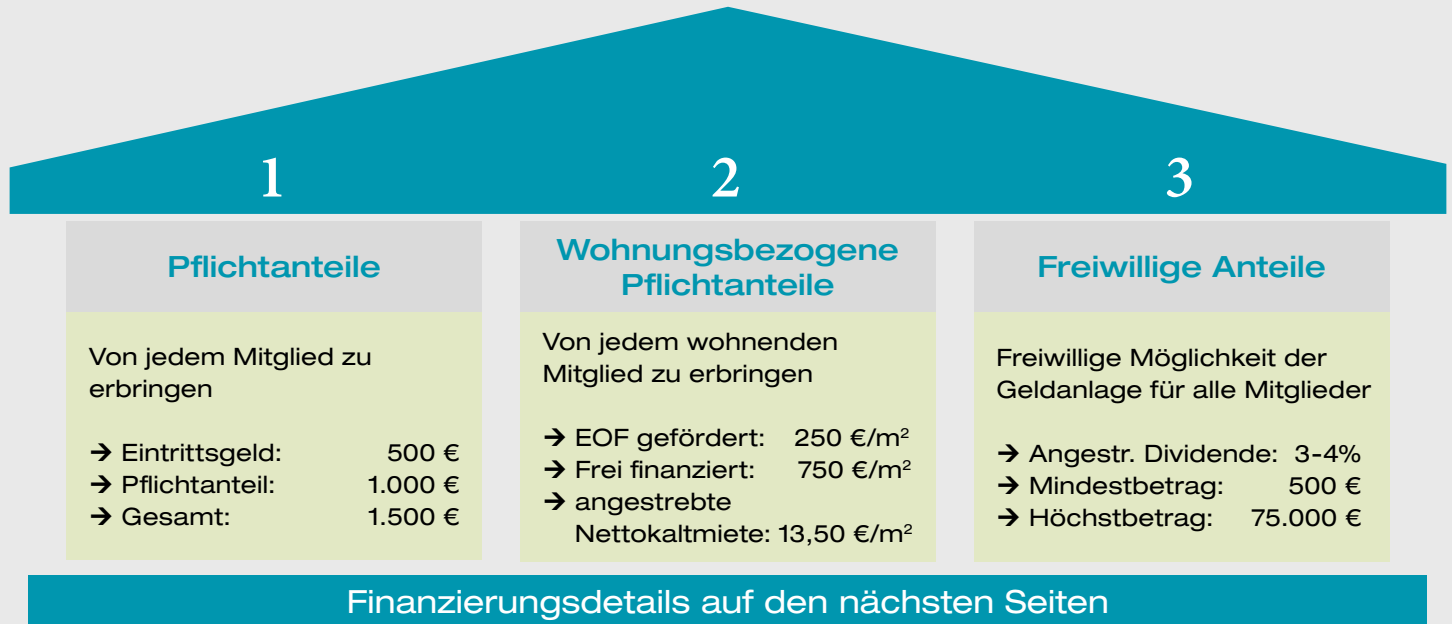 1
2
3
Pflichtanteile
Von jedem Mitglied zu
erbringen
→ Eintrittsgeld: 500 €
→ Pflichtanteil: 1.000 €
→ Gesamt: 1.500 €
Wohnungsbezogene
Pflichtanteile
Von jedem wohnenden
Mitglied zu erbringen
→ EOF gefördert: 250 €/m²
→ Frei finanziert: 750 €/m²
→ angestrebte
Nettokaltmiete: 13,50 €/m²
Freiwillige Anteile
Freiwillige Möglichkeit der
Geldanlage für alle Mitglieder
→ Angestr. Dividende: 3-4%
→ Mindestbetrag: 500 €
→ Höchstbetrag: 75.000 €
Finanzierungsdetails auf den nächsten Seiten